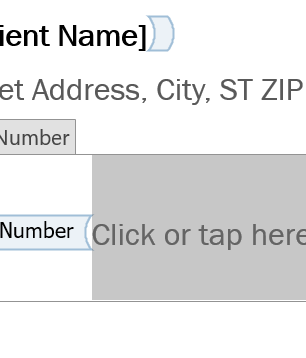 ient Name]
et Address, City, ST ZIP
Number
Number
Click or tap here